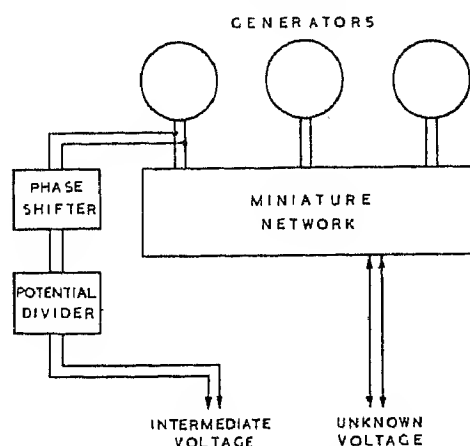 GENERATORS
PHASE
SHIFTER
MINIATURE
NETWORK
POTENTIAL
DIVIDER
INTERMEDIATE
VOLTAGE
UNKNOWN
VOLTAGE